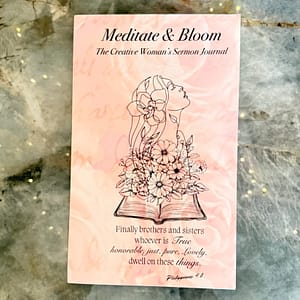 Meditate & Bloom
The Creative Woman's Sermon Journal
Finally brothers and sisters
whoever is True
honorable, just, pure, Lovely,
dwell on these things.